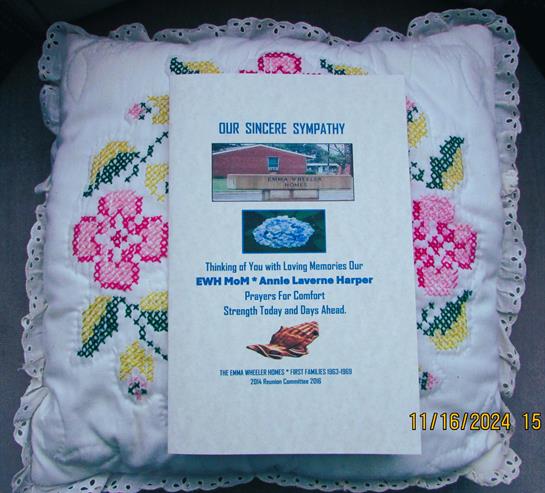 OUR SINCERE SYMPATHY
EMMA WHEELER
HOMES
Thinking of You with Loving Memories Our
EWH MoM * Annie Laverne Harper
Prayers For Comfort
Strength Today and Days Ahead.
THE EMMA WHEELER HOMES * FIRST FAMILIES 1963-1969
2014 Reunion Committee 2016
11/16/2024 15